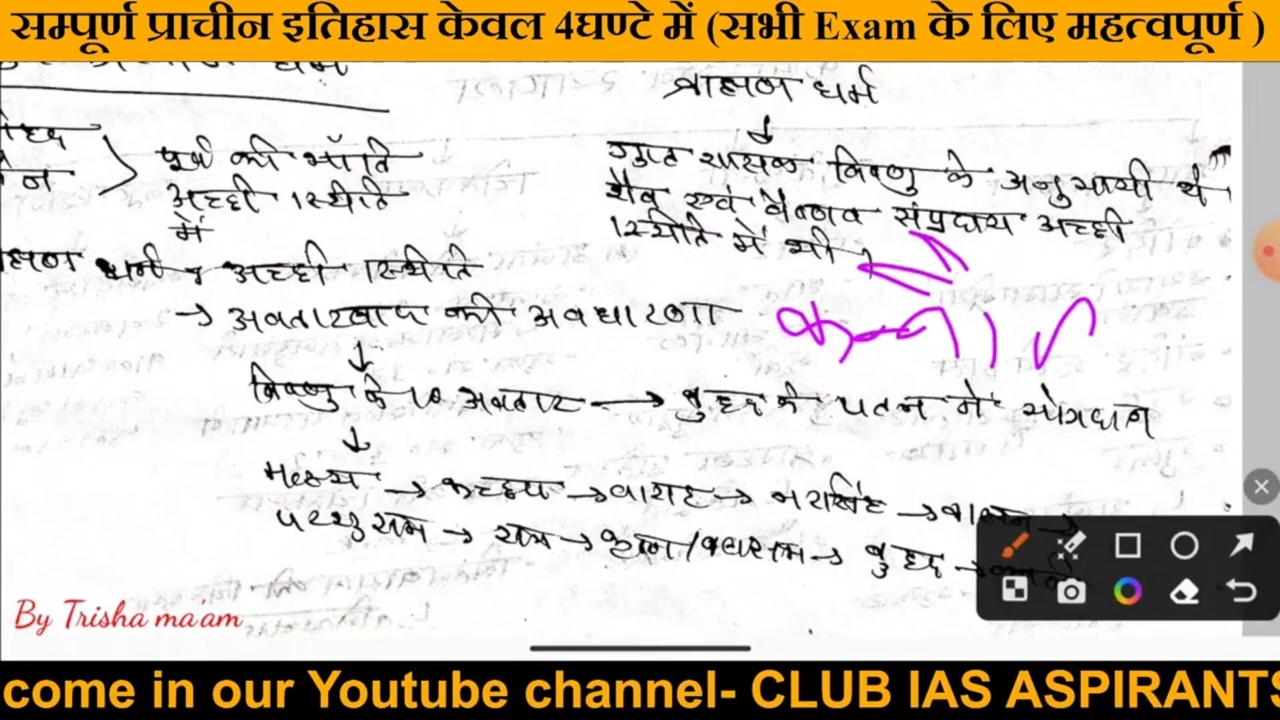 सम्पूर्ण प्राचीन इतिहास केवल 4घण्टे में (सभी Exam के लिए महत्वपूर्ण )
धर्म
ब्राह्मण धर्म
पूर्व की भाँति
अच्छी स्थिति
में
गुप्त शासक विष्णु के अनुयायी थे
शैव एवं वैष्णव संप्रदाय अच्छी
स्थिति में थी।
धर्म अच्छी स्थिति
→ अवतारवाद की अवधारणा
↓
विष्णु के 10 अवतार → बुद्ध के पतन में योगदान
↓
मत्स्य → कच्छप → वाराह → नरसिंह → वामन →
परशुराम → राम → कृष्ण/बलराम → बुद्ध →
By Trisha ma'am
come in our Youtube channel- CLUB IAS ASPIRANTS